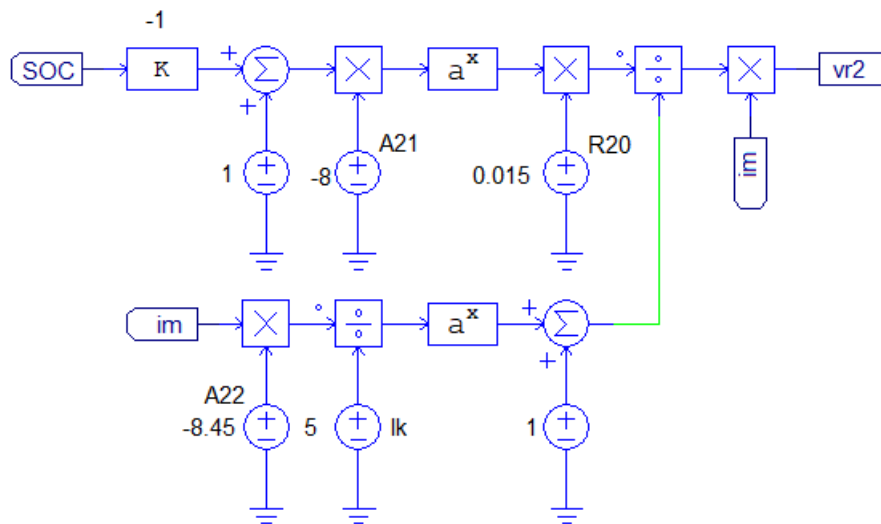 -1
SOC
K
+
Σ
×
a^x
×
÷
×
vr2
+
A21
R20
1
-8
0.015
im
im
×
÷
a^x
+
Σ
+
A22
-8.45
5
Ik
1